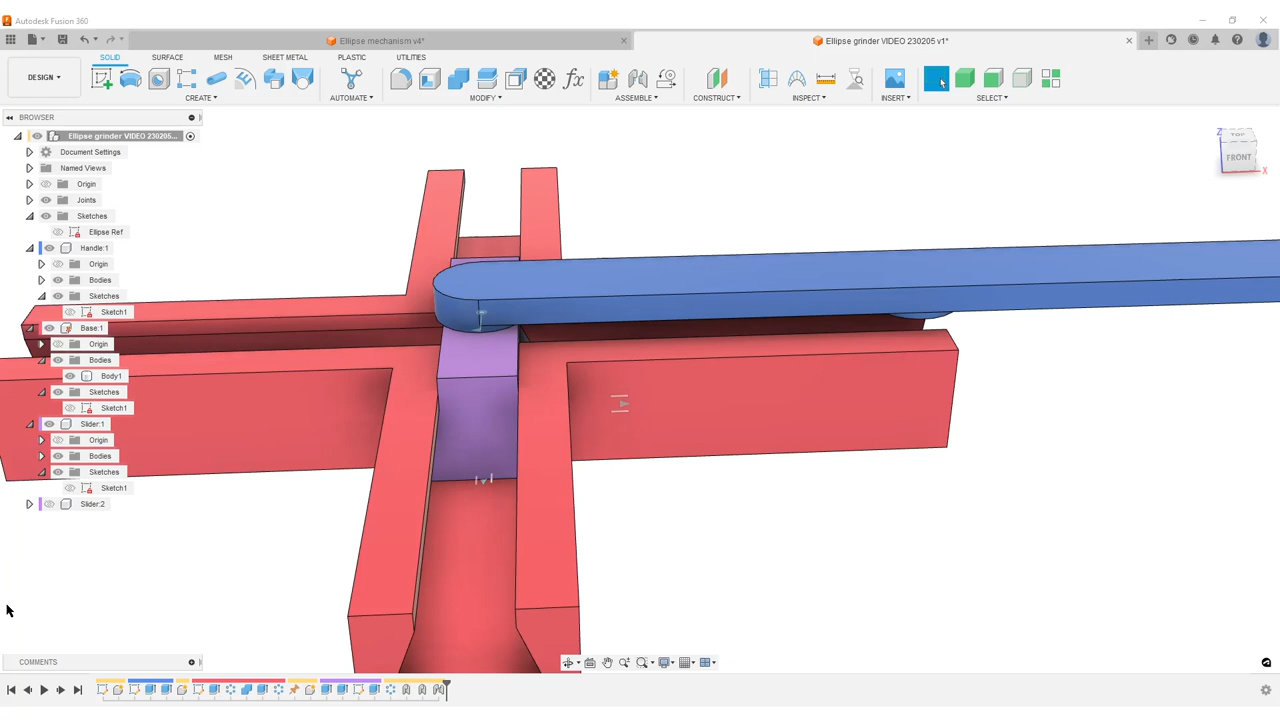 Autodesk Fusion 360
Ellipse mechanism v4*
Ellipse grinder VIDEO 230205 v1*
SOLID
SURFACE
MESH
SHEET METAL
PLASTIC
UTILITIES
DESIGN
CREATE
AUTOMATE
fx
MODIFY
ASSEMBLE
CONSTRUCT
INSPECT
INSERT
SELECT
BROWSER
Ellipse grinder VIDEO 230205...
Document Settings
Named Views
Origin
Joints
Sketches
Ellipse Ref
Handle:1
Origin
Bodies
Sketches
Sketch1
Base:1
Origin
Bodies
Body1
Sketches
Sketch1
Slider:1
Origin
Bodies
Sketches
Sketch1
Slider:2
Z
TOP
FRONT
X
COMMENTS